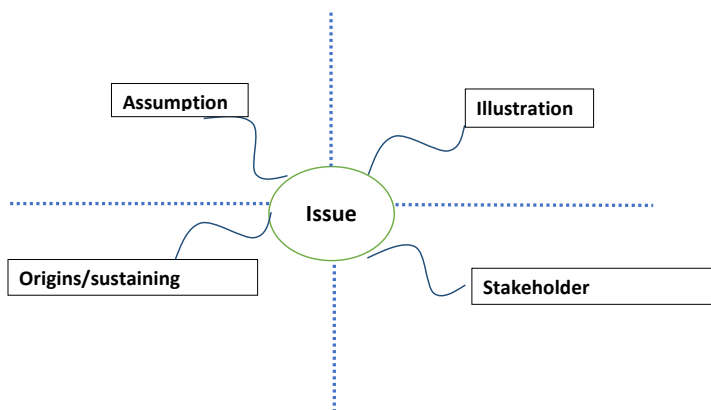 Assumption
Illustration
Issue
Origins/sustaining
Stakeholder